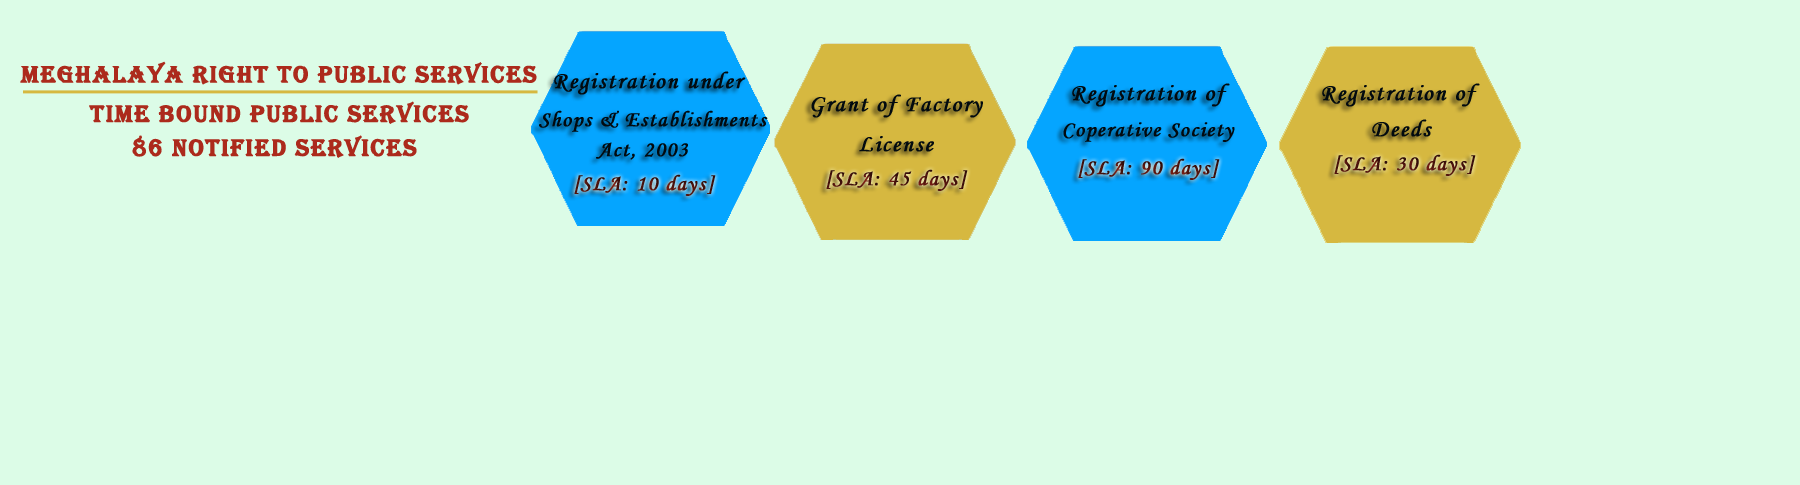 MEGHALAYA RIGHT TO PUBLIC SERVICES
TIME BOUND PUBLIC SERVICES
86 NOTIFIED SERVICES
Registration under
Shops & Establishments
Act, 2003
[SLA: 10 days]
Grant of Factory
License
[SLA: 45 days]
Registration of
Coperative Society
[SLA: 90 days]
Registration of
Deeds
[SLA: 30 days]